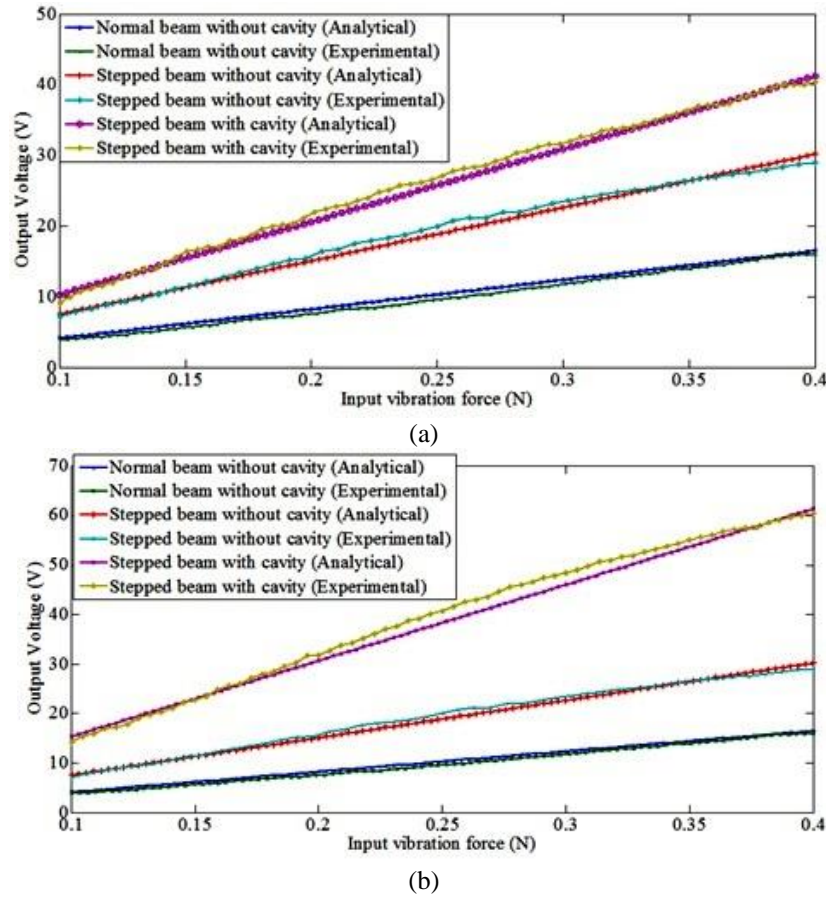 50
Normal beam without cavity (Analytical)
Normal beam without cavity (Experimental)
40
Stepped beam without cavity (Analytical)
Stepped beam without cavity (Experimental)
Stepped beam with cavity (Analytical)
30
Stepped beam with cavity (Experimental)
20
10
0
Output Voltage (V)
0.1 0.15 0.2 0.25 0.3 0.35 0.4
Input vibration force (N)
(a)
70
Normal beam without cavity (Analytical)
Normal beam without cavity (Experimental)
60
Stepped beam without cavity (Analytical)
Stepped beam without cavity (Experimental)
50
Stepped beam with cavity (Analytical)
Stepped beam with cavity (Experimental)
40
30
20
10
0
Output Voltage (V)
0.1 0.15 0.2 0.25 0.3 0.35 0.4
Input vibration force (N)
(b)